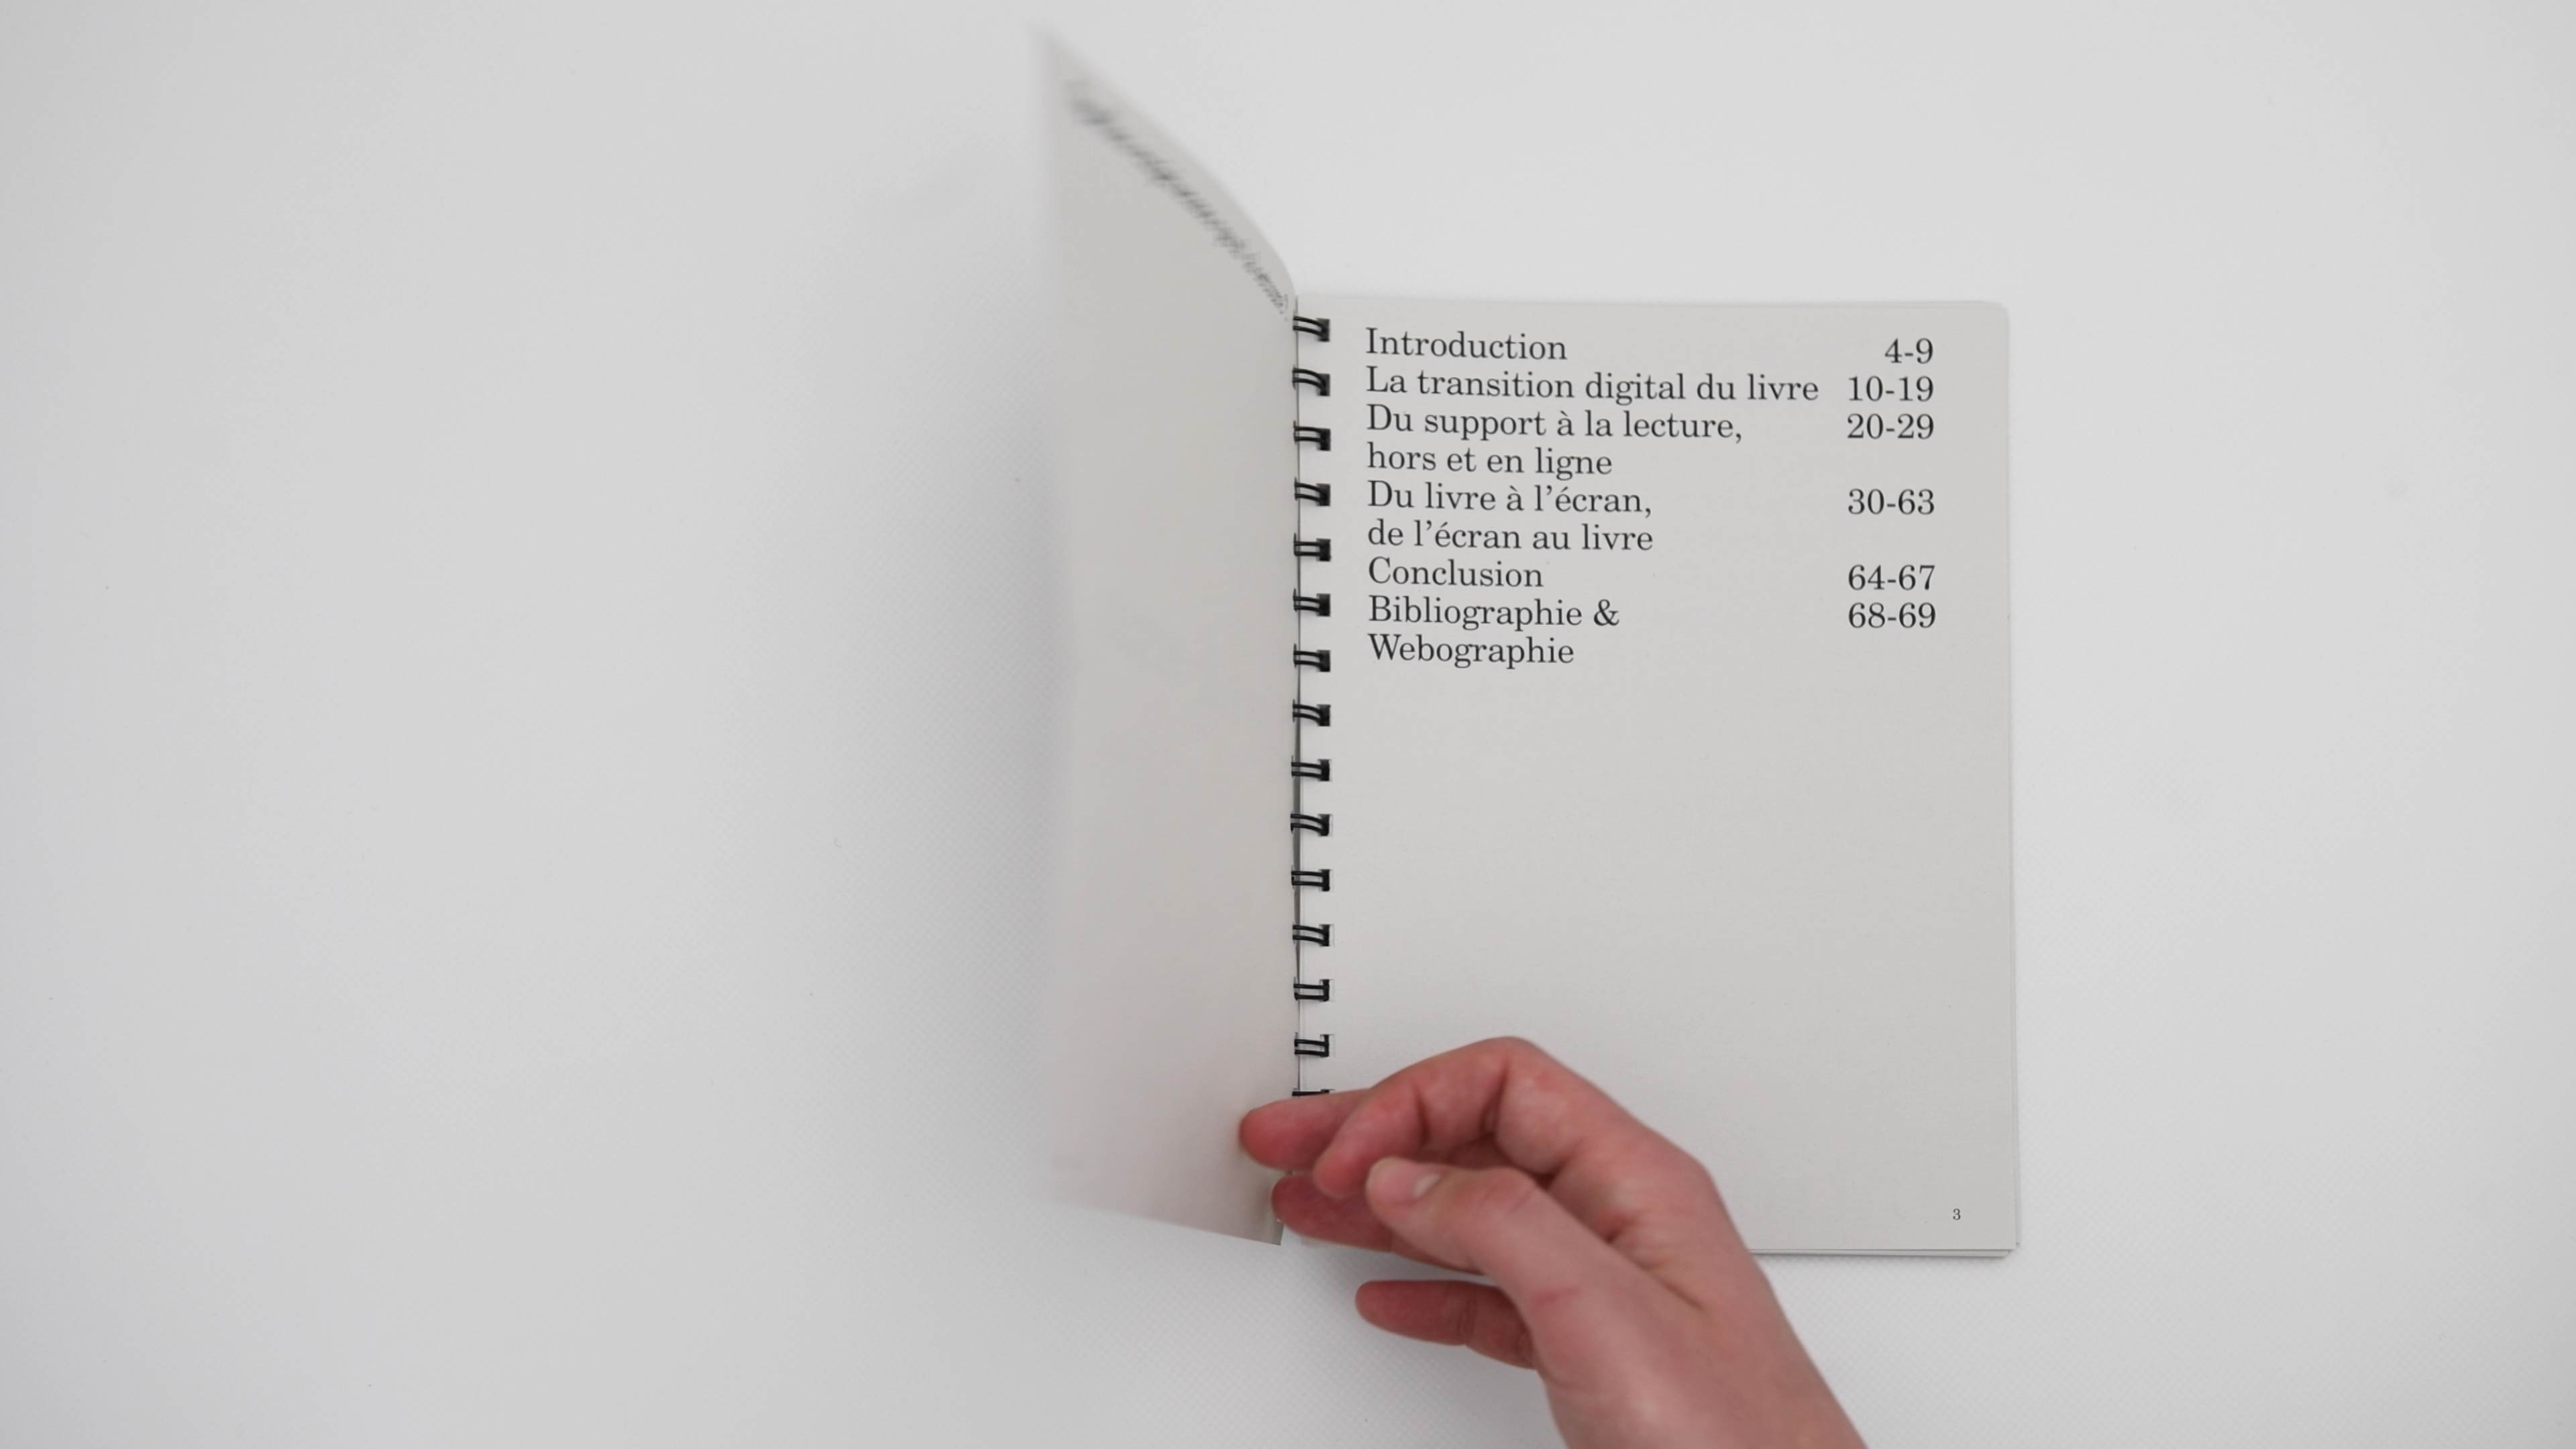 Introduction 4-9
La transition digital du livre 10-19
Du support à la lecture, 20-29
hors et en ligne
Du livre à l’écran, 30-63
de l’écran au livre
Conclusion 64-67
Bibliographie & 68-69
Webographie
3